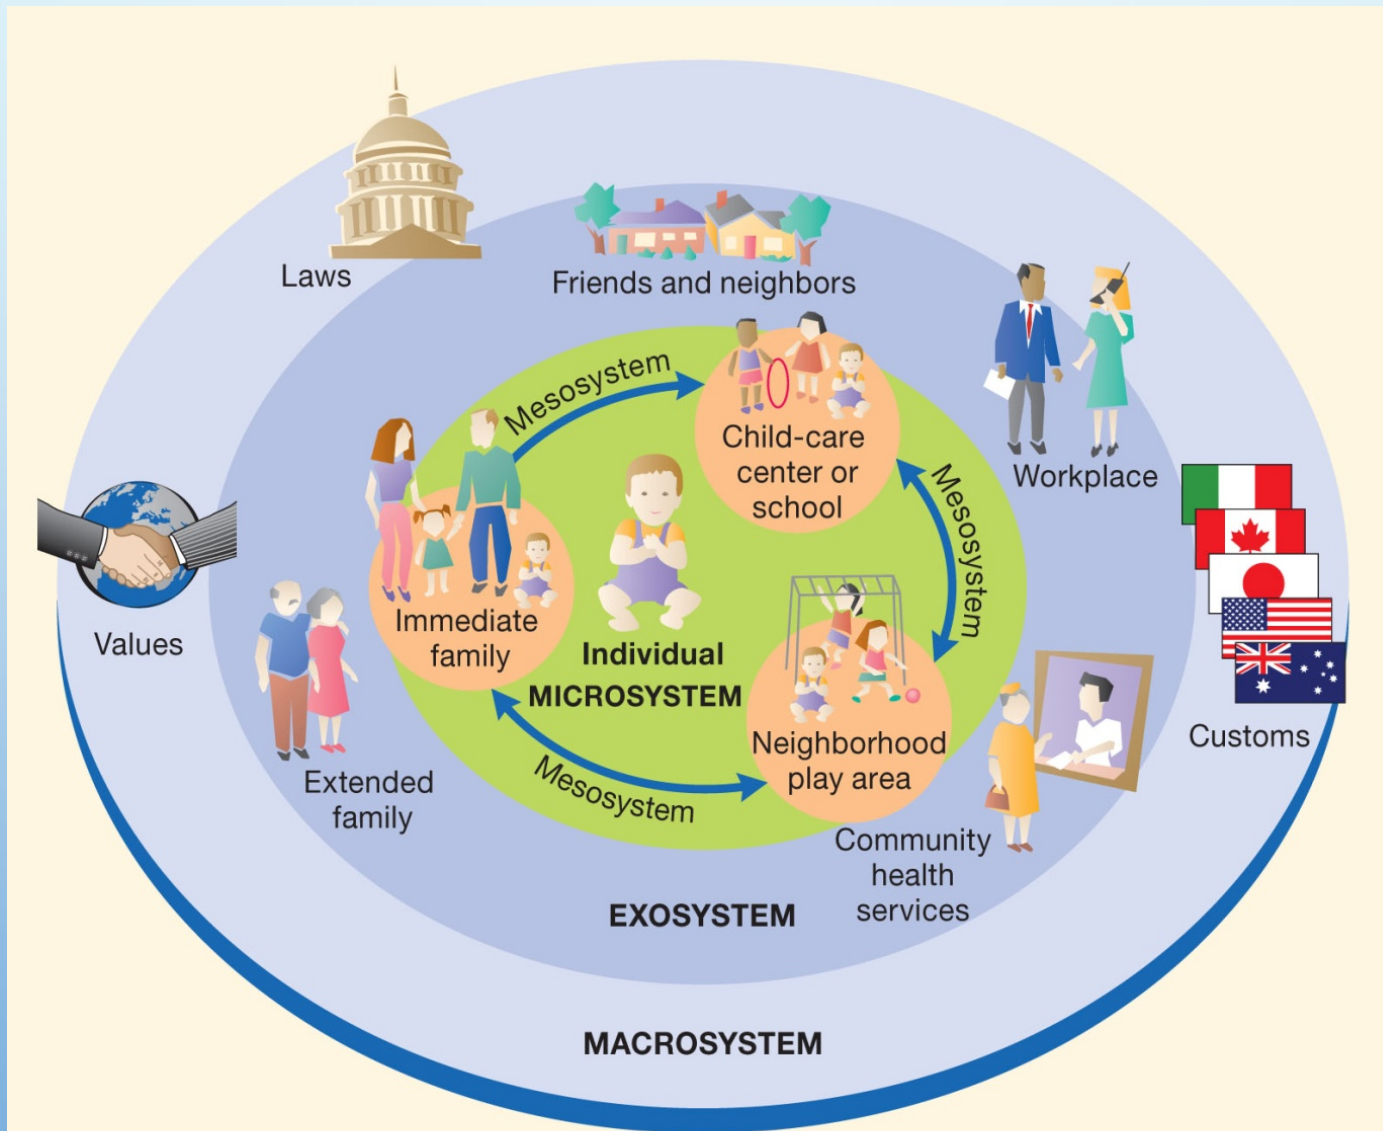 Laws
Friends and neighbors
Mesosystem
Child-care
center or
school
Workplace
Mesosystem
Values
Immediate
family
Individual
MICROSYSTEM
Neighborhood
play area
Customs
Mesosystem
Extended
family
Community
health
services
EXOSYSTEM
MACROSYSTEM